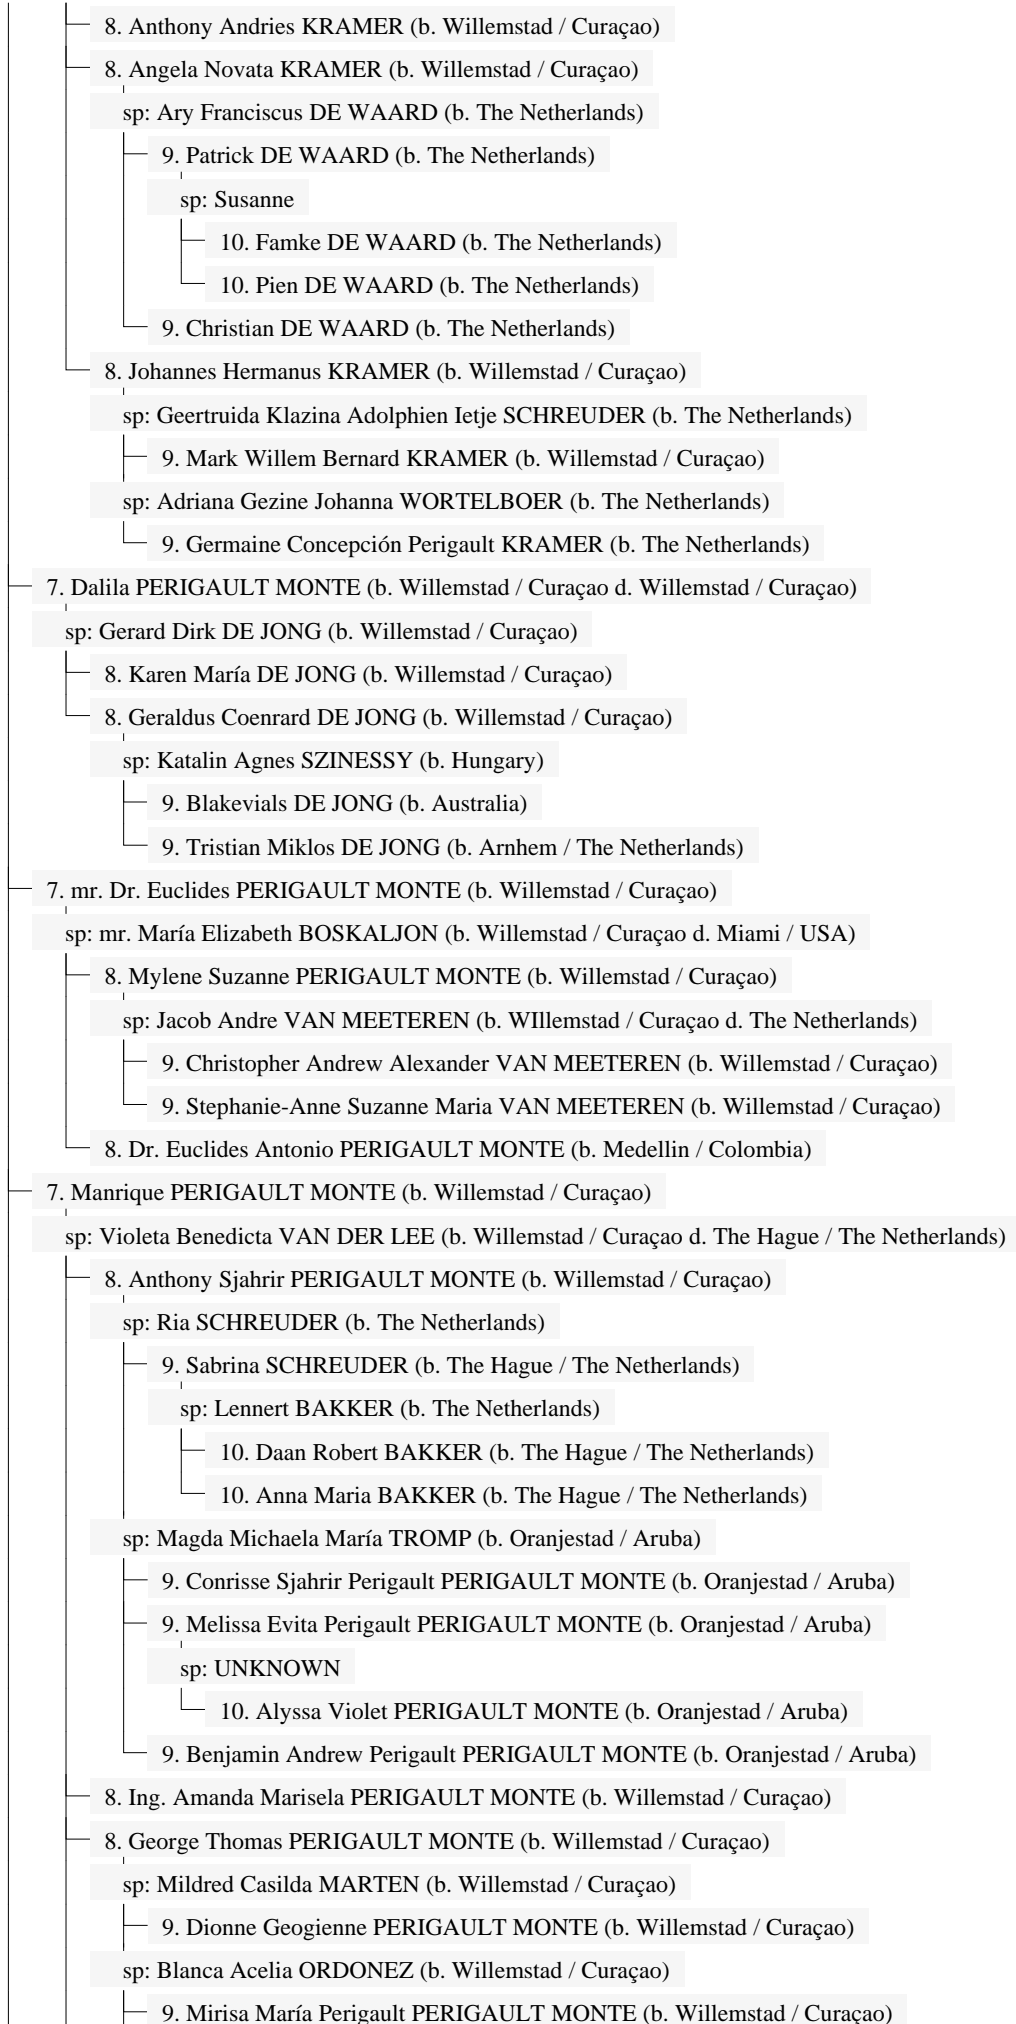 8. Anthony Andries KRAMER (b. Willemstad / Curaçao)
8. Angela Novata KRAMER (b. Willemstad / Curaçao)
sp: Ary Franciscus DE WAARD (b. The Netherlands)
9. Patrick DE WAARD (b. The Netherlands)
sp: Susanne
10. Famke DE WAARD (b. The Netherlands)
10. Pien DE WAARD (b. The Netherlands)
9. Christian DE WAARD (b. The Netherlands)
8. Johannes Hermanus KRAMER (b. Willemstad / Curaçao)
sp: Geertruida Klazina Adolphien Ietje SCHREUDER (b. The Netherlands)
9. Mark Willem Bernard KRAMER (b. Willemstad / Curaçao)
sp: Adriana Gezine Johanna WORTELBOER (b. The Netherlands)
9. Germaine Concepción Perigault KRAMER (b. The Netherlands)
7. Dalila PERIGAULT MONTE (b. Willemstad / Curaçao d. Willemstad / Curaçao)
sp: Gerard Dirk DE JONG (b. Willemstad / Curaçao)
8. Karen María DE JONG (b. Willemstad / Curaçao)
8. Geraldus Coenrard DE JONG (b. Willemstad / Curaçao)
sp: Katalin Agnes SZINESSY (b. Hungary)
9. Blakevials DE JONG (b. Australia)
9. Tristian Miklos DE JONG (b. Arnhem / The Netherlands)
7. mr. Dr. Euclides PERIGAULT MONTE (b. Willemstad / Curaçao)
sp: mr. María Elizabeth BOSKALJON (b. Willemstad / Curaçao d. Miami / USA)
8. Mylene Suzanne PERIGAULT MONTE (b. Willemstad / Curaçao)
sp: Jacob Andre VAN MEETEREN (b. WIllemstad / Curaçao d. The Netherlands)
9. Christopher Andrew Alexander VAN MEETEREN (b. Willemstad / Curaçao)
9. Stephanie-Anne Suzanne Maria VAN MEETEREN (b. Willemstad / Curaçao)
8. Dr. Euclides Antonio PERIGAULT MONTE (b. Medellin / Colombia)
7. Manrique PERIGAULT MONTE (b. Willemstad / Curaçao)
sp: Violeta Benedicta VAN DER LEE (b. Willemstad / Curaçao d. The Hague / The Netherlands)
8. Anthony Sjahrir PERIGAULT MONTE (b. Willemstad / Curaçao)
sp: Ria SCHREUDER (b. The Netherlands)
9. Sabrina SCHREUDER (b. The Hague / The Netherlands)
sp: Lennert BAKKER (b. The Netherlands)
10. Daan Robert BAKKER (b. The Hague / The Netherlands)
10. Anna Maria BAKKER (b. The Hague / The Netherlands)
sp: Magda Michaela María TROMP (b. Oranjestad / Aruba)
9. Conrisse Sjahrir Perigault PERIGAULT MONTE (b. Oranjestad / Aruba)
9. Melissa Evita Perigault PERIGAULT MONTE (b. Oranjestad / Aruba)
sp: UNKNOWN
10. Alyssa Violet PERIGAULT MONTE (b. Oranjestad / Aruba)
9. Benjamin Andrew Perigault PERIGAULT MONTE (b. Oranjestad / Aruba)
8. Ing. Amanda Marisela PERIGAULT MONTE (b. Willemstad / Curaçao)
8. George Thomas PERIGAULT MONTE (b. Willemstad / Curaçao)
sp: Mildred Casilda MARTEN (b. Willemstad / Curaçao)
9. Dionne Geogienne PERIGAULT MONTE (b. Willemstad / Curaçao)
sp: Blanca Acelia ORDONEZ (b. Willemstad / Curaçao)
9. Mirisa María Perigault PERIGAULT MONTE (b. Willemstad / Curaçao)